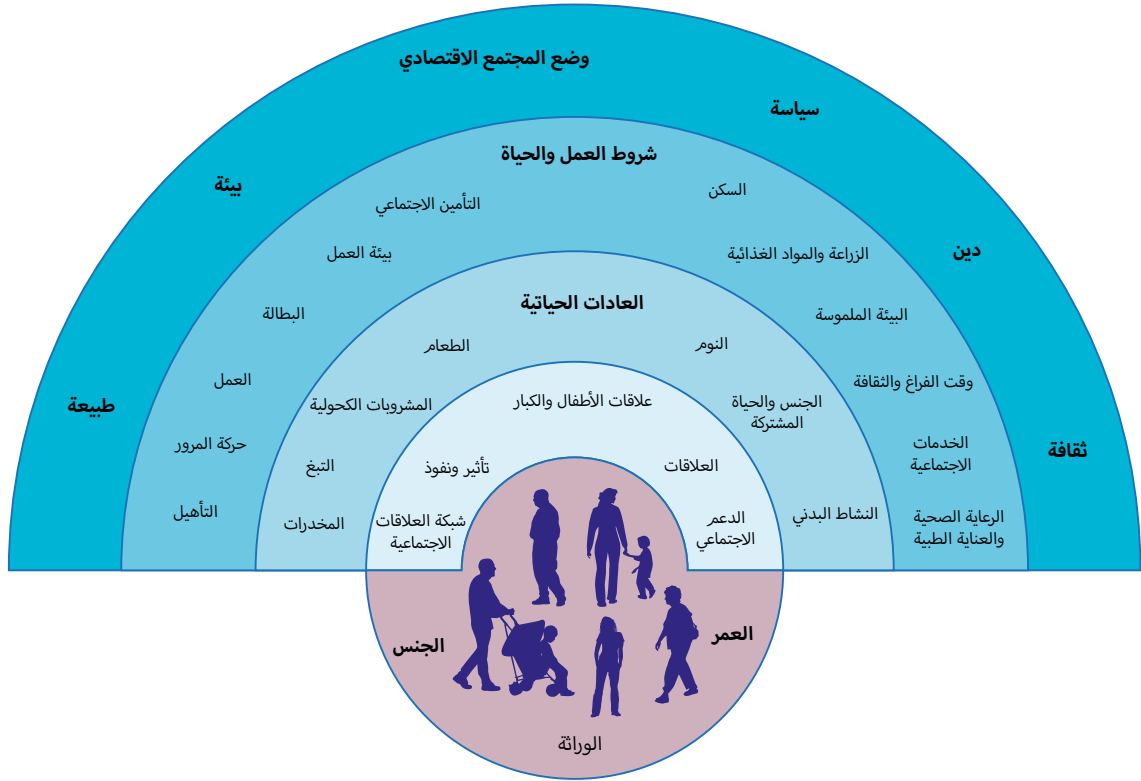 وضع المجتمع الاقتصادي
سياسة
بيئة
دين
طبيعة
ثقافة
شروط العمل والحياة
السكن
التأمين الاجتماعي
الزراعة والمواد الغذائية
بيئة العمل
البيئة الملموسة
البطالة
وقت الفراغ والثقافة
العمل
الخدمات
الاجتماعية
حركة المرور
الرعاية الصحية
والعناية الطبية
التأهيل
العادات الحياتية
النوم
الطعام
الجنس والحياة
المشتركة
المشروبات الكحولية
التبغ
النشاط البدني
المخدرات
علاقات الأطفال والكبار
العلاقات
تأثير ونفوذ
الدعم
الاجتماعي
شبكة العلاقات
الاجتماعية
العمر
الجنس
الوراثة